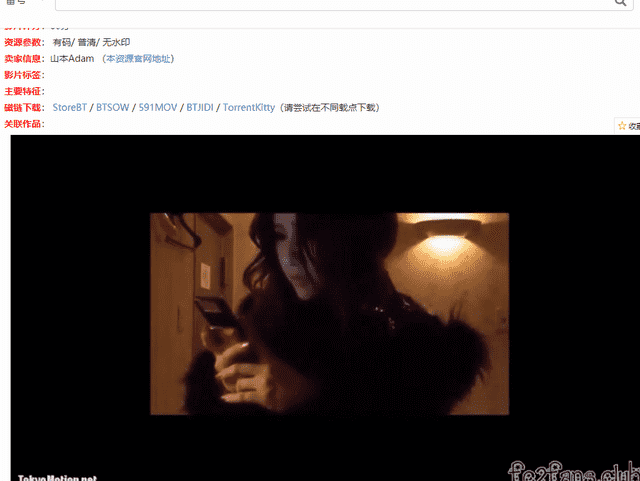 番号
资源参数： 有码/ 普清/ 无水印
卖家信息：山本Adam （本资源官网地址）
影片标签：
主要特征：
磁链下载： StoreBT / BTSOW / 591MOV / BTJIDI / TorrentKitty（请尝试在不同载点下载）
关联作品：
收藏
TokyoMotion.net
fe2fans.club